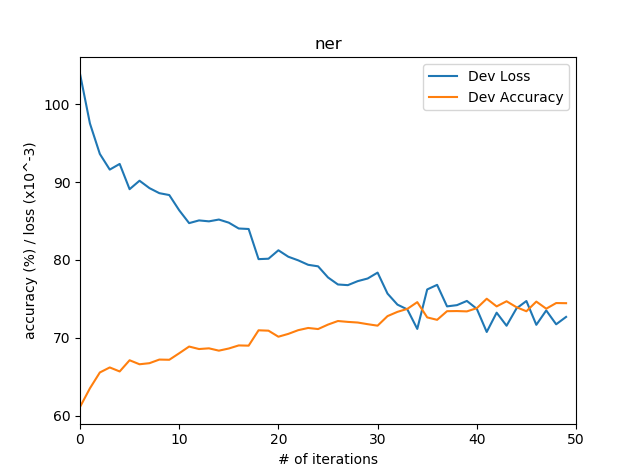 ner
Dev Loss
Dev Accuracy
accuracy (%) / loss (x10^-3)
100
90
80
70
60
0 10 20 30 40 50
# of iterations